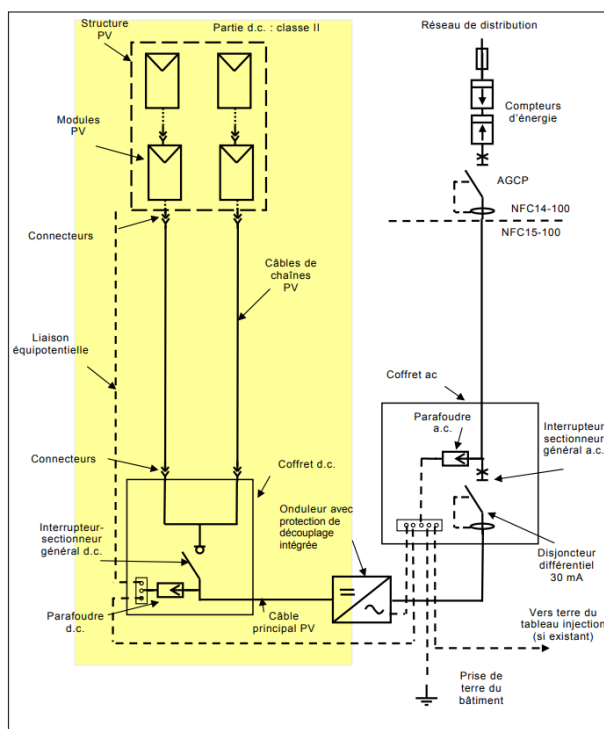 Structure
PV
Partie d.c. : classe II
Réseau de distribution
Compteurs
d'énergie
Modules
PV
AGCP
NFC14-100
NFC15-100
Connecteurs
Câbles de
chaînes
PV
Liaison
équipotentielle
Coffret ac
Parafoudre
a.c.
Interrupteur
sectionneur
général a.c.
Connecteurs
Coffret d.c.
Onduleur avec
protection de
découplage
intégrée
Interrupteur-
sectionneur
général d.c.
Disjoncteur
différentiel
30 mA
Parafoudre
d.c.
Câble
principal PV
Vers terre du
tableau injection
(si existant)
Prise de
terre du
bâtiment